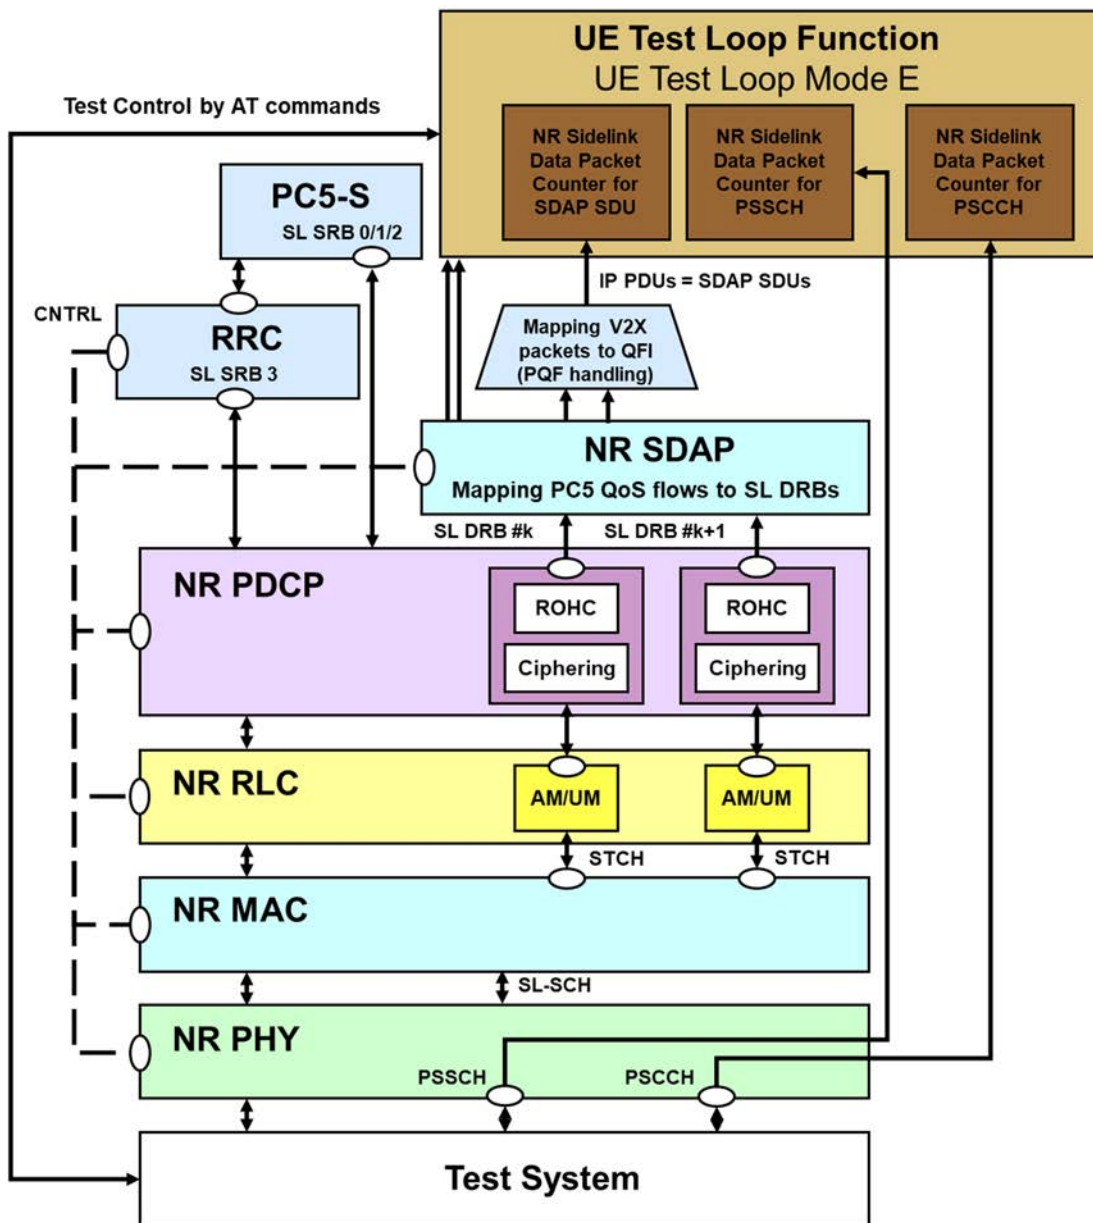 UE Test Loop Function
UE Test Loop Mode E
Test Control by AT commands
NR Sidelink
Data Packet
Counter for
SDAP SDU
NR Sidelink
Data Packet
Counter for
PSSCH
NR Sidelink
Data Packet
Counter for
PSCCH
PC5-S
SL SRB 0/1/2
IP PDUs = SDAP SDUs
CNTRL
RRC
SL SRB 3
Mapping V2X
packets to QFI
(PQF handling)
NR SDAP
Mapping PC5 QoS flows to SL DRBs
SL DRB #k
SL DRB #k+1
NR PDCP
ROHC
Ciphering
ROHC
Ciphering
NR RLC
AM/UM
AM/UM
STCH
STCH
NR MAC
SL-SCH
NR PHY
PSSCH
PSCCH
Test System